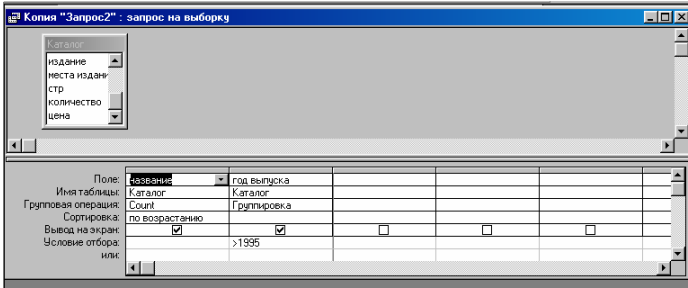 Копия "Запрос2" : запрос на выборку
Каталог
издание
места издани
стр
количество
цена
Поле: название год выпуска
Имя таблицы: Каталог Каталог
Групповая операция: Count Группировка
Сортировка: по возрастанию
Вывод на экран:
Условие отбора: >1995
или: